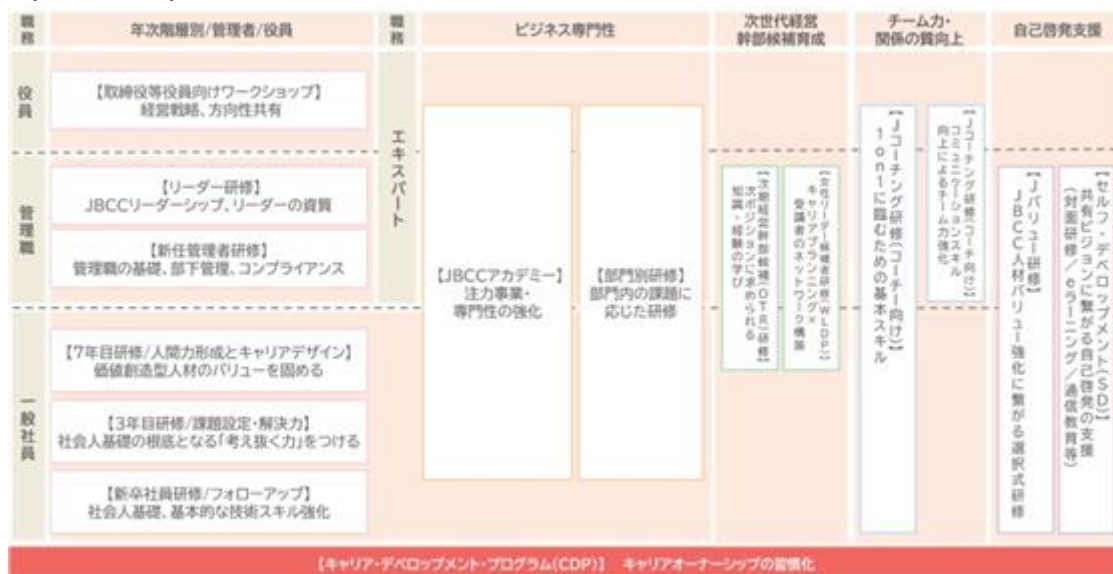 職務
年次階層別/管理者/役員
職務
ビジネス専門性
次世代経営
幹部候補育成
チーム力・
関係の質向上
自己啓発支援
役員
【取締役等役員向けワークショップ】
経営戦略、方向性共有
管理職
【リーダー研修】
JBCCリーダーシップ、リーダーの資質
【新任管理者研修】
管理職の基礎、部下管理、コンプライアンス
一般社員
【7年目研修/人間力形成とキャリアデザイン】
価値創造型人材のバリューを固める
【3年目研修/課題設定・解決力】
社会人基礎の根底となる「考え抜く力」をつける
【新卒社員研修/フォローアップ】
社会人基礎、基本的な技術スキル強化
エキスパート
【JBCCアカデミー】
注力事業・
専門性の強化
【部門別研修】
部門内の課題に
応じた研修
【次期経営幹部候補(OTR)研修】
次ポジションに求められる
知識・経験の学び
【女性リーダー候補者研修(WLDP)】
キャリアプランニング×
受講者のネットワーク構築
【Jコーチング研修(コーチー向け)】
1on1に臨むための基本スキル
【Jコーチング研修(コーチ向け)】
コミュニケーションスキル
向上によるチーム力強化
【Jバリュー研修】
JBCC人材バリュー強化に繋がる選択式研修
【セルフ・デベロップメント(SD)】
共有ビジョンに繋がる自己啓発の支援
(対面研修/eラーニング/通信教育等)
【キャリア・デベロップメント・プログラム(CDP)】 キャリアオーナーシップの習慣化